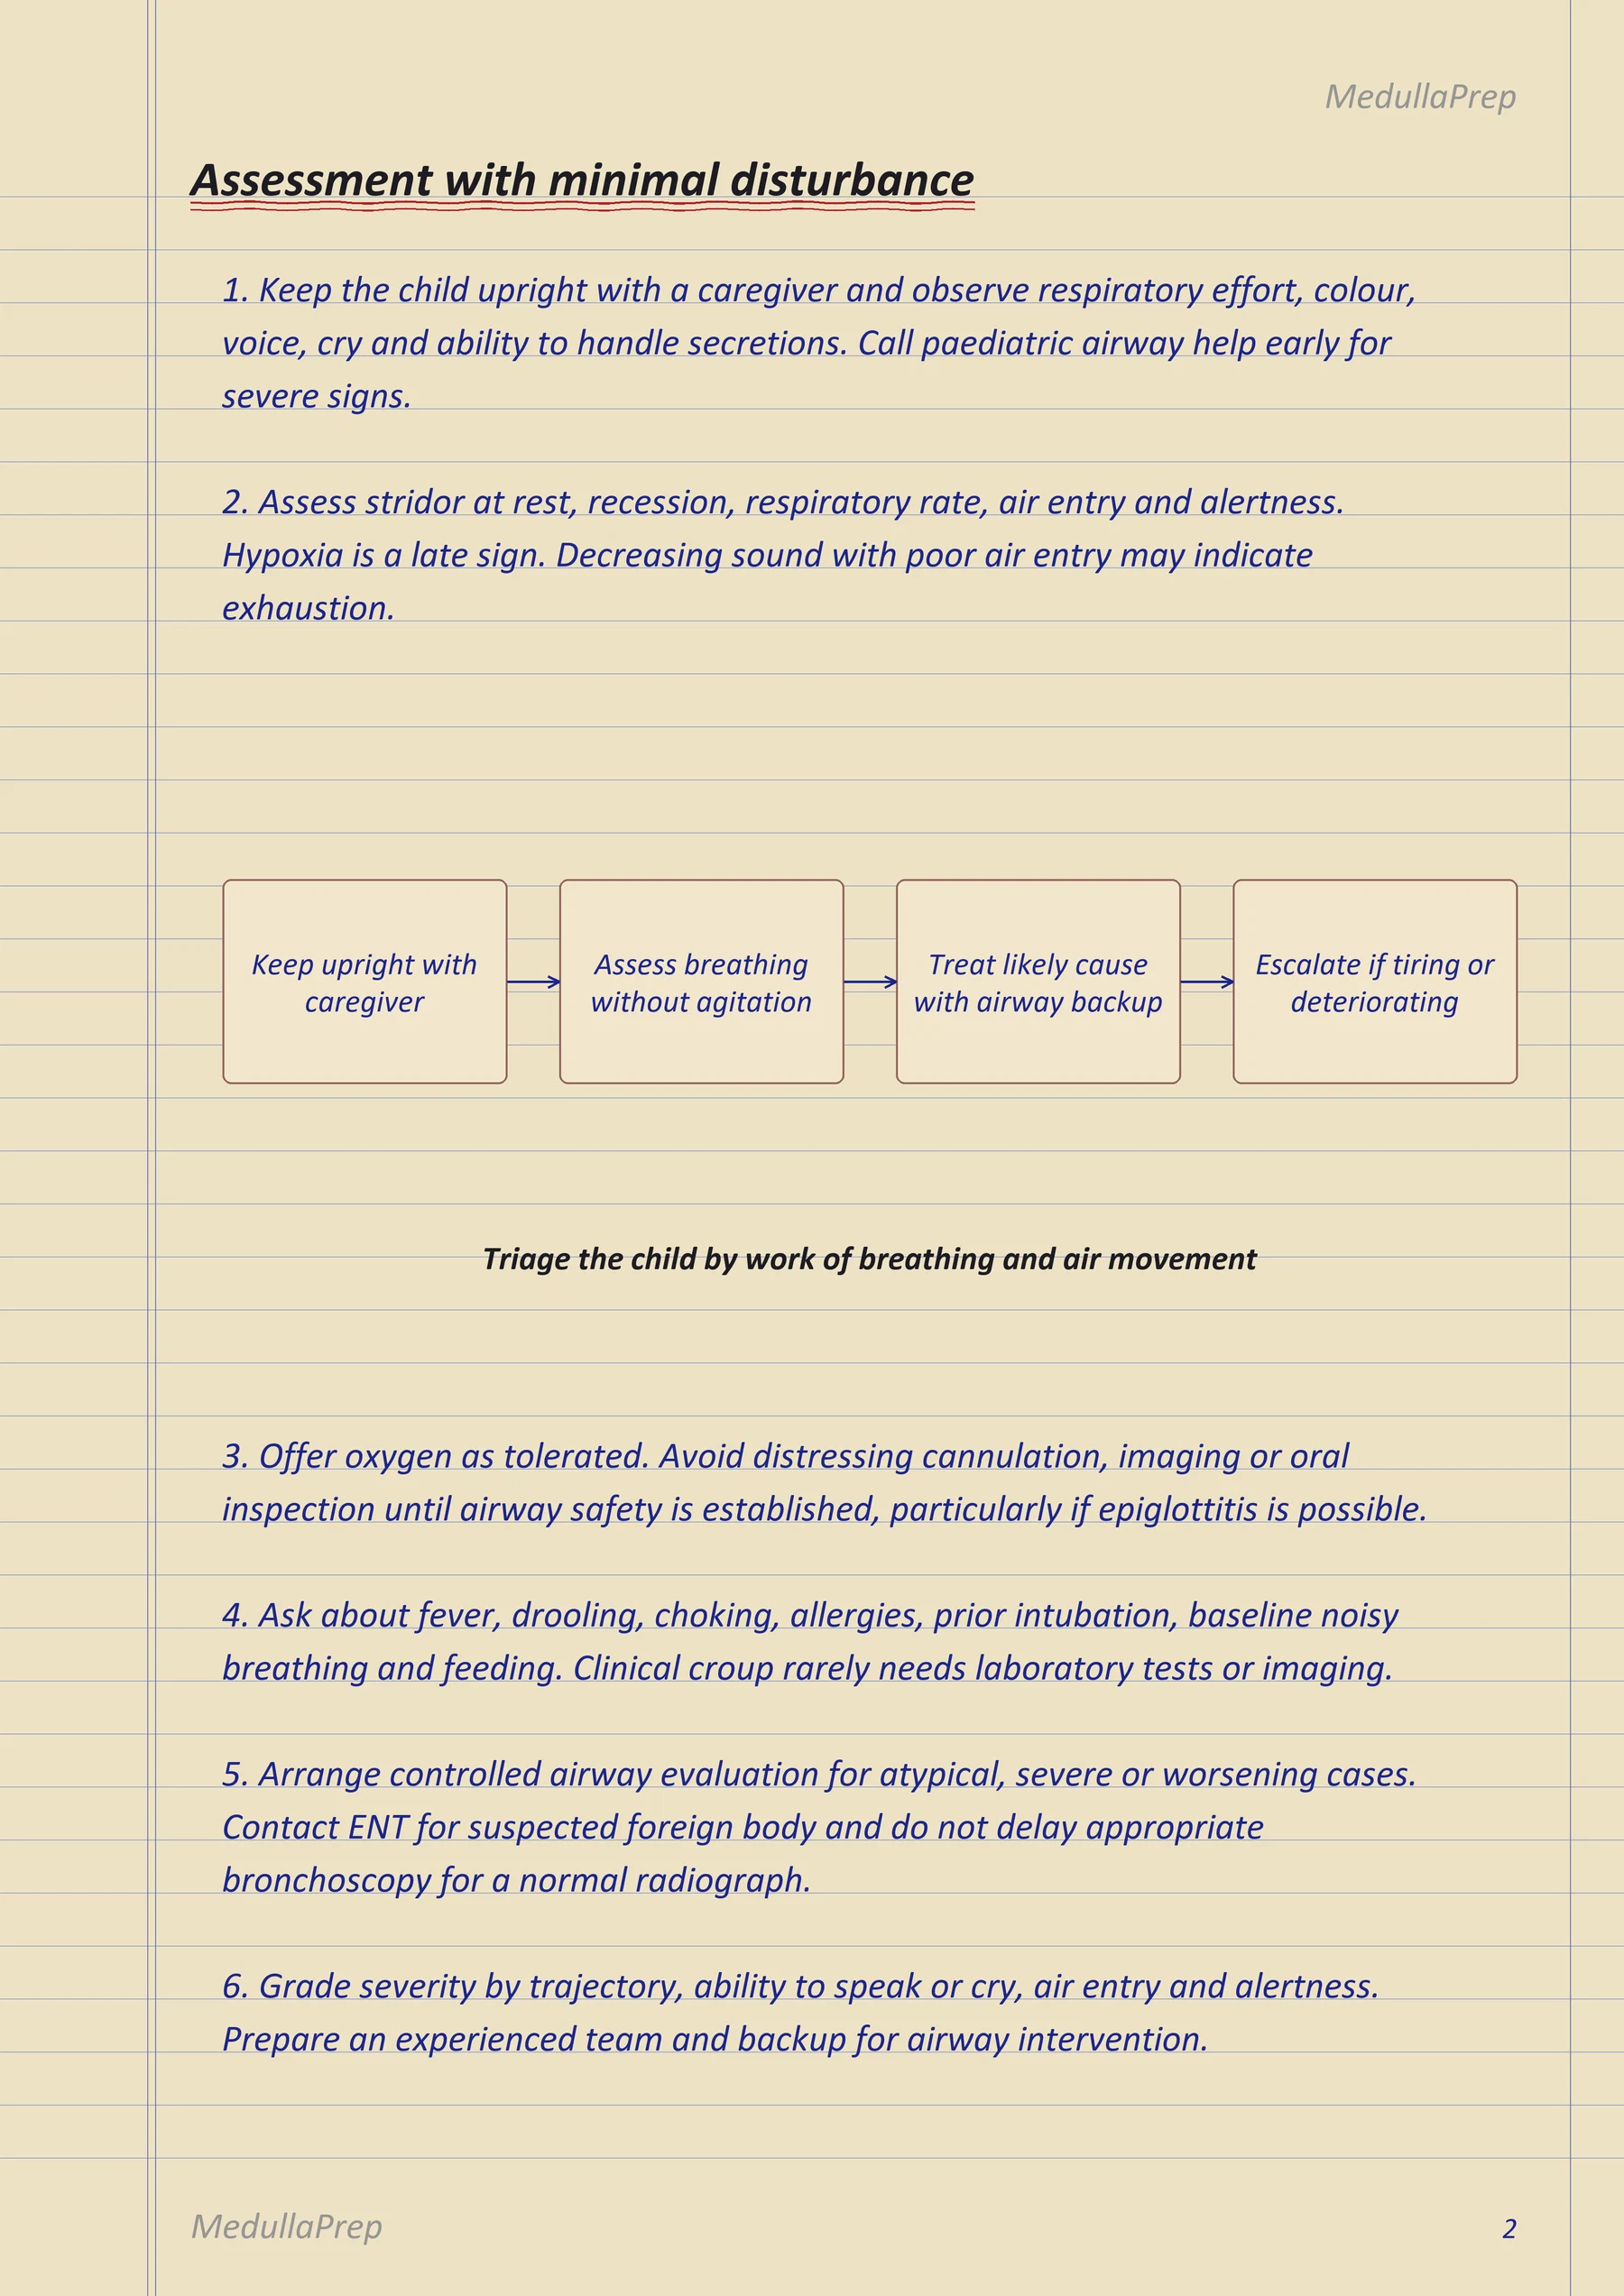 MedullaPrep
Assessment with minimal disturbance
1. Keep the child upright with a caregiver and observe respiratory effort, colour,
voice, cry and ability to handle secretions. Call paediatric airway help early for
severe signs.
2. Assess stridor at rest, recession, respiratory rate, air entry and alertness.
Hypoxia is a late sign. Decreasing sound with poor air entry may indicate
exhaustion.
Keep upright with
caregiver
Assess breathing
without agitation
Treat likely cause
with airway backup
Escalate if tiring or
deteriorating
Triage the child by work of breathing and air movement
3. Offer oxygen as tolerated. Avoid distressing cannulation, imaging or oral
inspection until airway safety is established, particularly if epiglottitis is possible.
4. Ask about fever, drooling, choking, allergies, prior intubation, baseline noisy
breathing and feeding. Clinical croup rarely needs laboratory tests or imaging.
5. Arrange controlled airway evaluation for atypical, severe or worsening cases.
Contact ENT for suspected foreign body and do not delay appropriate
bronchoscopy for a normal radiograph.
6. Grade severity by trajectory, ability to speak or cry, air entry and alertness.
Prepare an experienced team and backup for airway intervention.
MedullaPrep
2